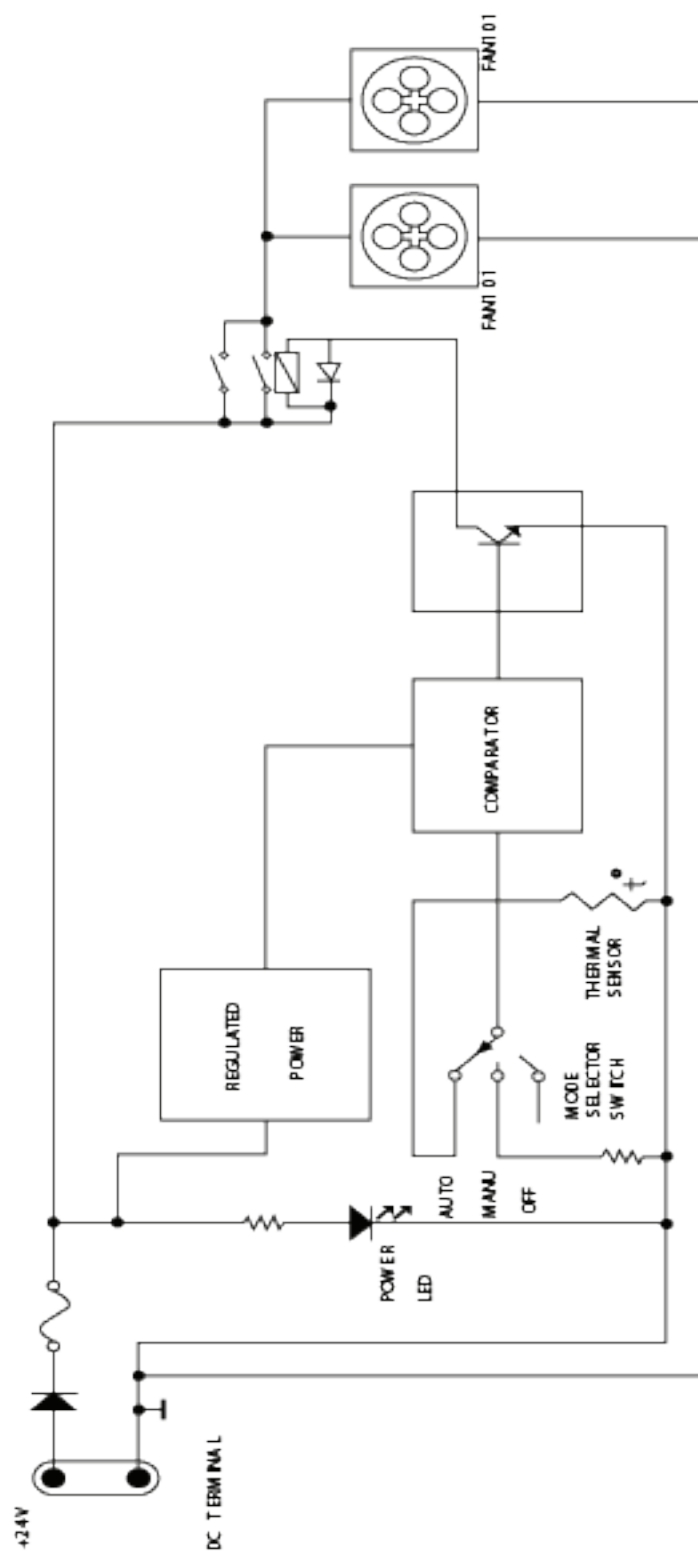 +24V
DC TERMINAL
POWER
LED
AUTO
MANU
OFF
MODE
SELECTOR
SWITCH
REGULATED
POWER
THERMAL
SENSOR
t°
COMPARATOR
FAN101
FAN101